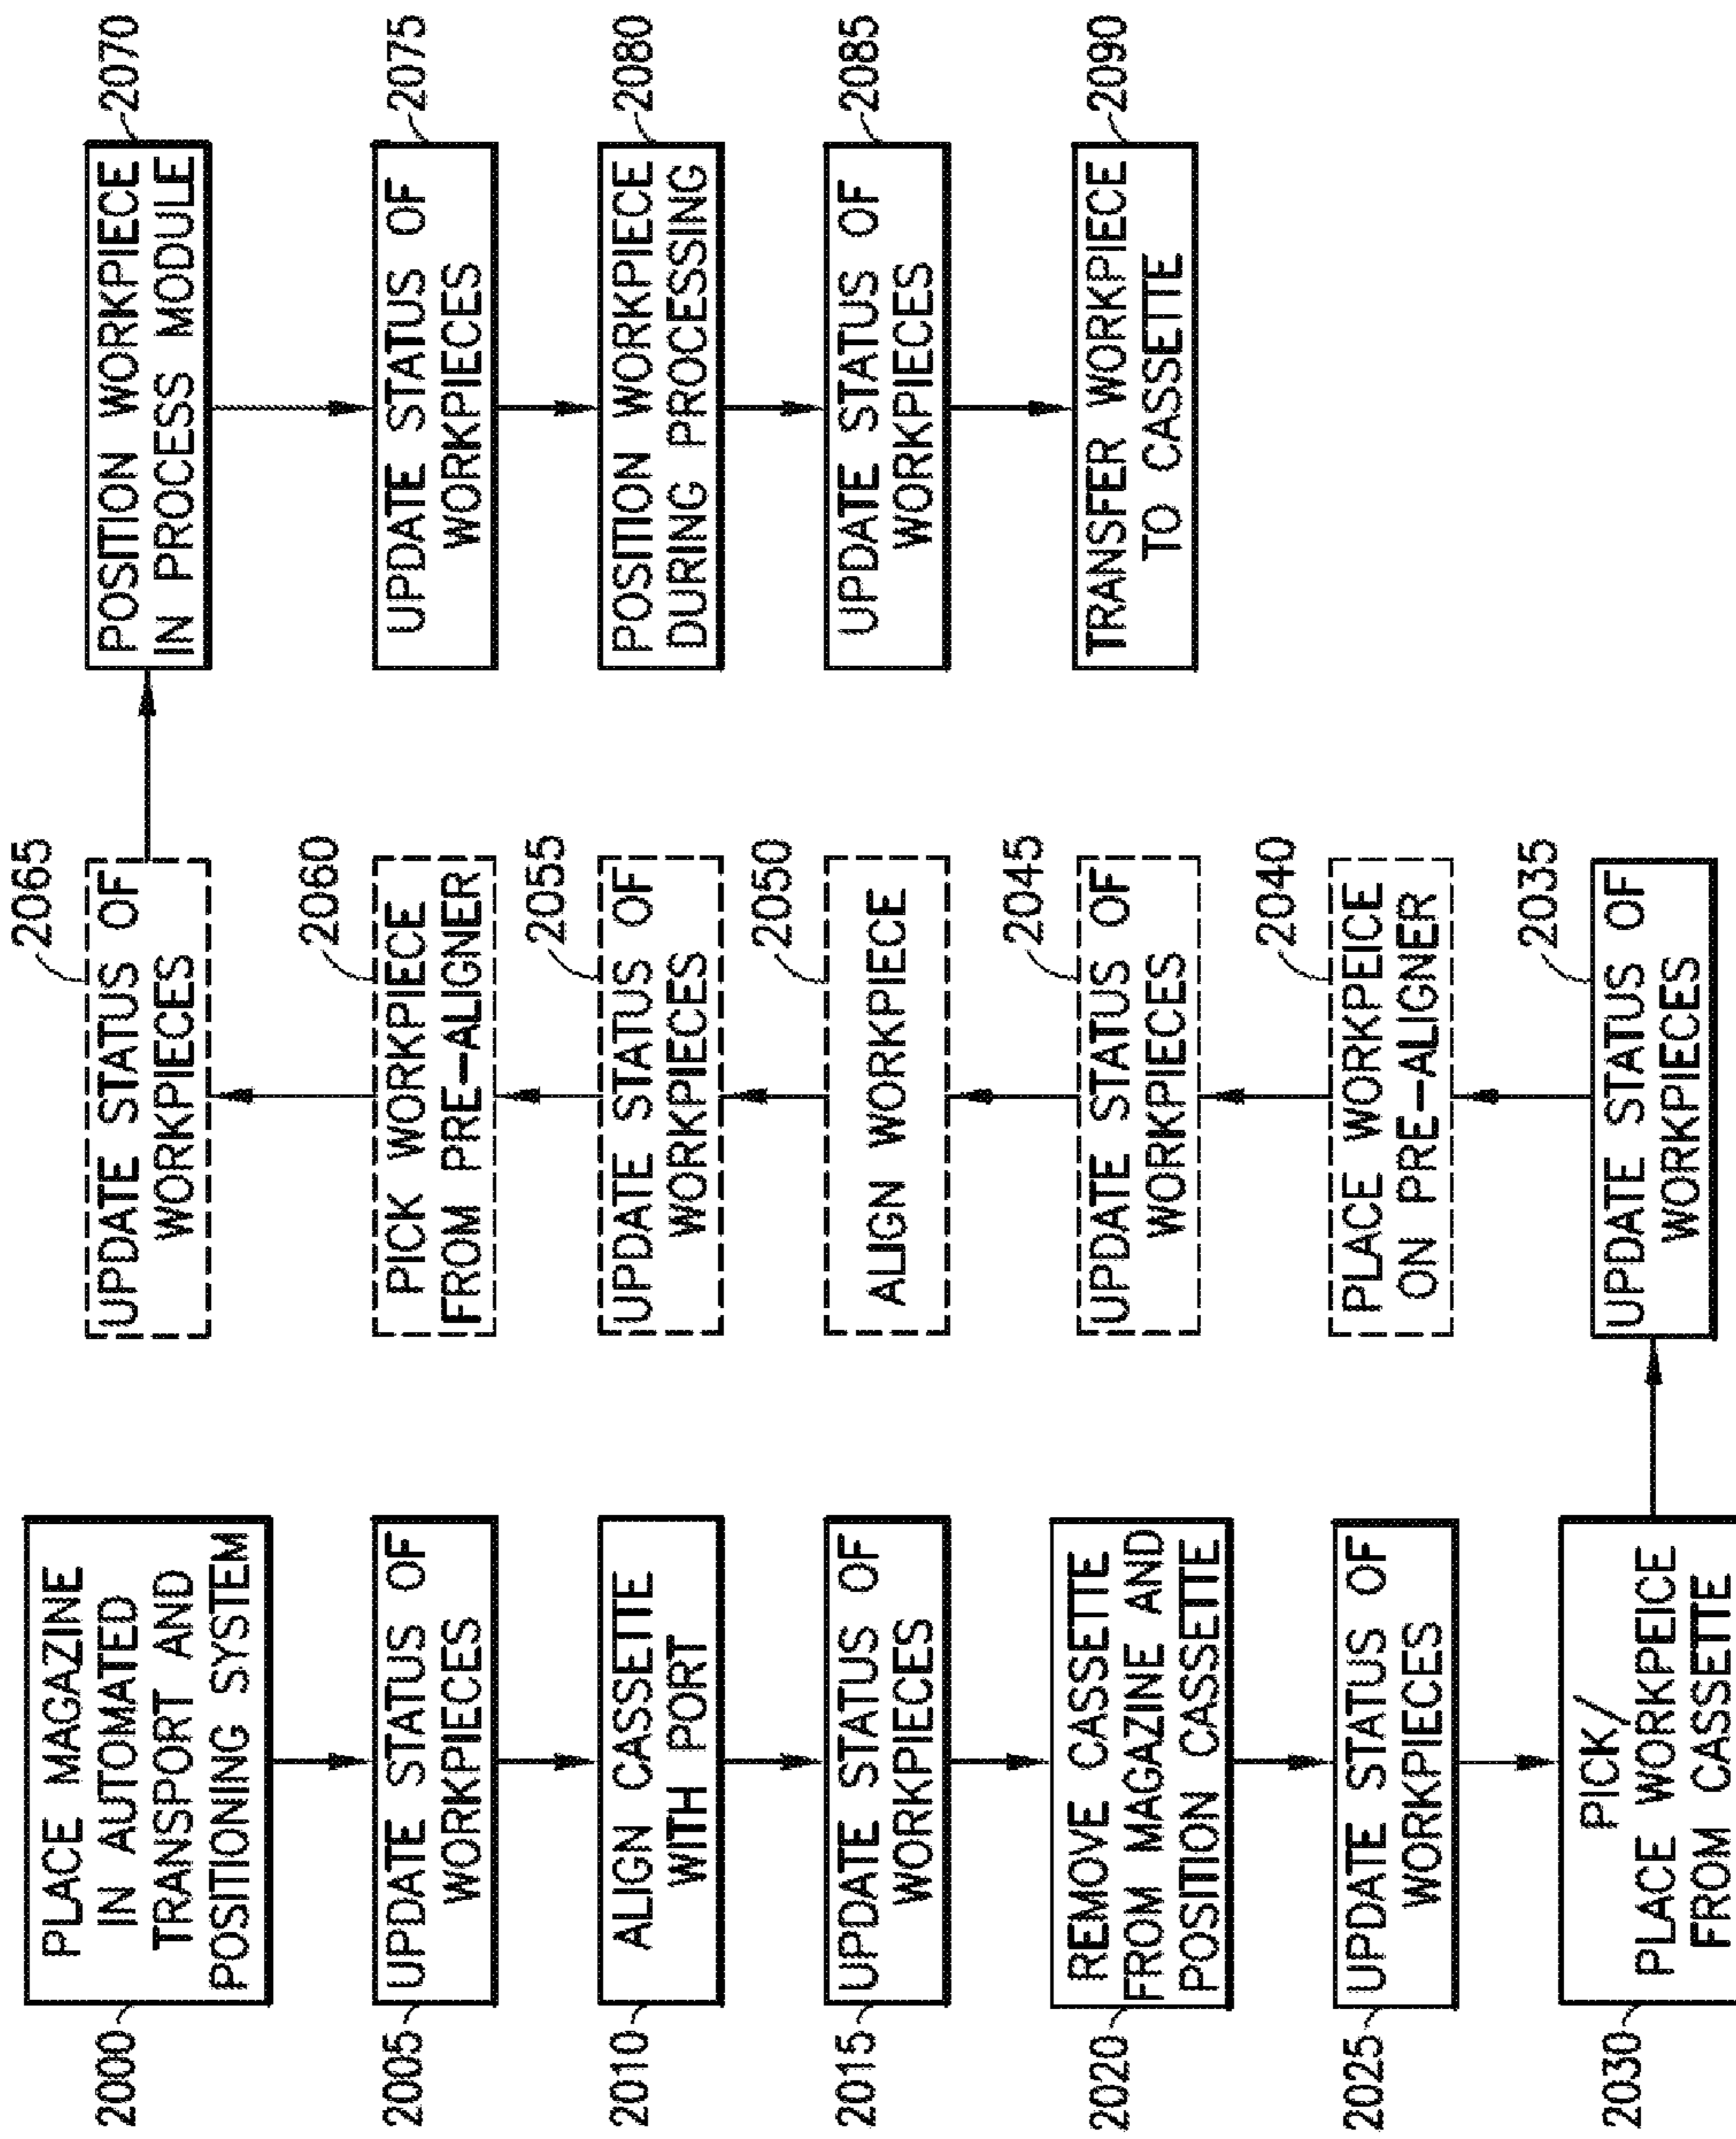 2000
PLACE MAGAZINE
IN AUTOMATED
TRANSPORT AND
POSITIONING SYSTEM
2005
UPDATE STATUS OF
WORKPIECES
2010
ALIGN CASSETTE
WITH PORT
2015
UPDATE STATUS OF
WORKPIECES
2020
REMOVE CASSETTE
FROM MAGAZINE AND
POSITION CASSETTE
2025
UPDATE STATUS OF
WORKPIECES
2030
PICK/
PLACE WORKPEICE
FROM CASSETTE
2035
UPDATE STATUS OF
WORKPIECES
2040
PLACE WORKPEICE
ON PRE-ALIGNER
2045
UPDATE STATUS OF
WORKPIECES
2050
ALIGN WORKPIECE
2055
UPDATE STATUS OF
WORKPIECES
2060
PICK WORKPIECE
FROM PRE-ALIGNER
2065
UPDATE STATUS OF
WORKPIECES
2070
POSITION WORKPIECE
IN PROCESS MODULE
2075
UPDATE STATUS OF
WORKPIECES
2080
POSITION WORKPIECE
DURING PROCESSING
2085
UPDATE STATUS OF
WORKPIECES
2090
TRANSFER WORKPIECE
TO CASSETTE